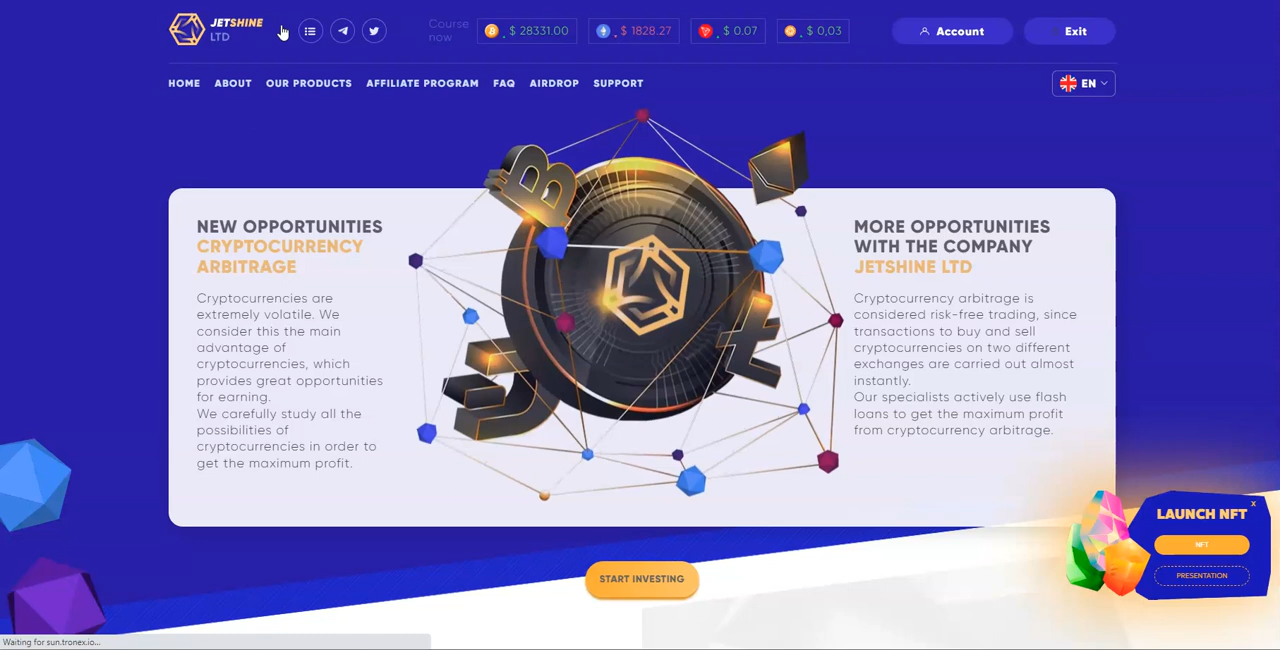 JETSHINE
LTD
Course
now
$ 28331.00
$ 1828.27
$ 0.07
$ 0,03
Account
Exit
HOME
ABOUT
OUR PRODUCTS
AFFILIATE PROGRAM
FAQ
AIRDROP
SUPPORT
EN
NEW OPPORTUNITIES
CRYPTOCURRENCY
ARBITRAGE
Cryptocurrencies are
extremely volatile. We
consider this the main
advantage of
cryptocurrencies, which
provides great opportunities
for earning.
We carefully study all the
possibilities of
cryptocurrencies in order to
get the maximum profit.
MORE OPPORTUNITIES
WITH THE COMPANY
JETSHINE LTD
Cryptocurrency arbitrage is
considered risk-free trading, since
transactions to buy and sell
cryptocurrencies on two different
exchanges are carried out almost
instantly.
Our specialists actively use flash
loans to get the maximum profit
from cryptocurrency arbitrage.
LAUNCH NFT
x
NFT
PRESENTATION
START INVESTING
Waiting for sun.tronex.io...